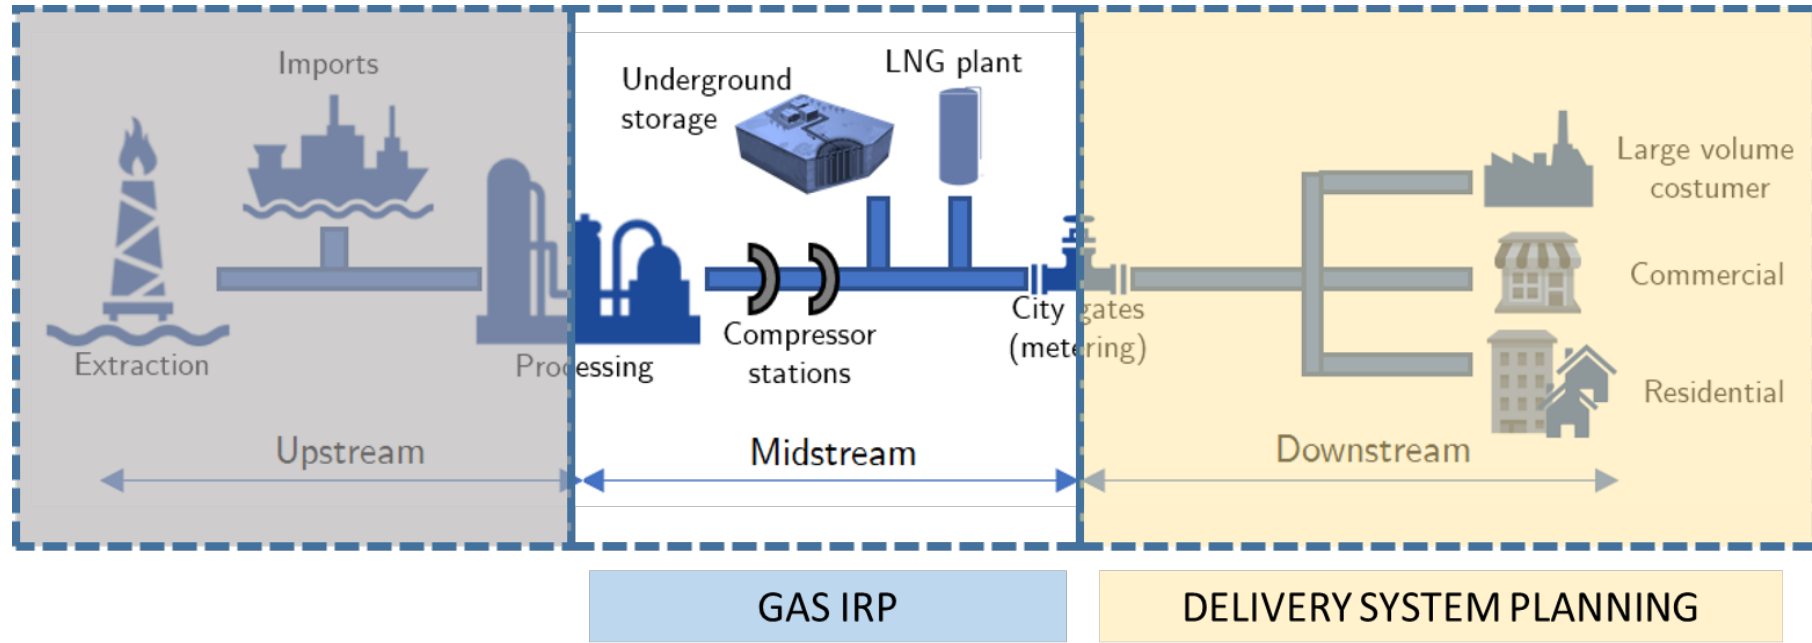 Imports
Extraction
Processing
Upstream
Underground
storage
LNG plant
Compressor
stations
City gates
(metering)
Midstream
Large volume
costumer
Commercial
Residential
Downstream
GAS IRP
DELIVERY SYSTEM PLANNING